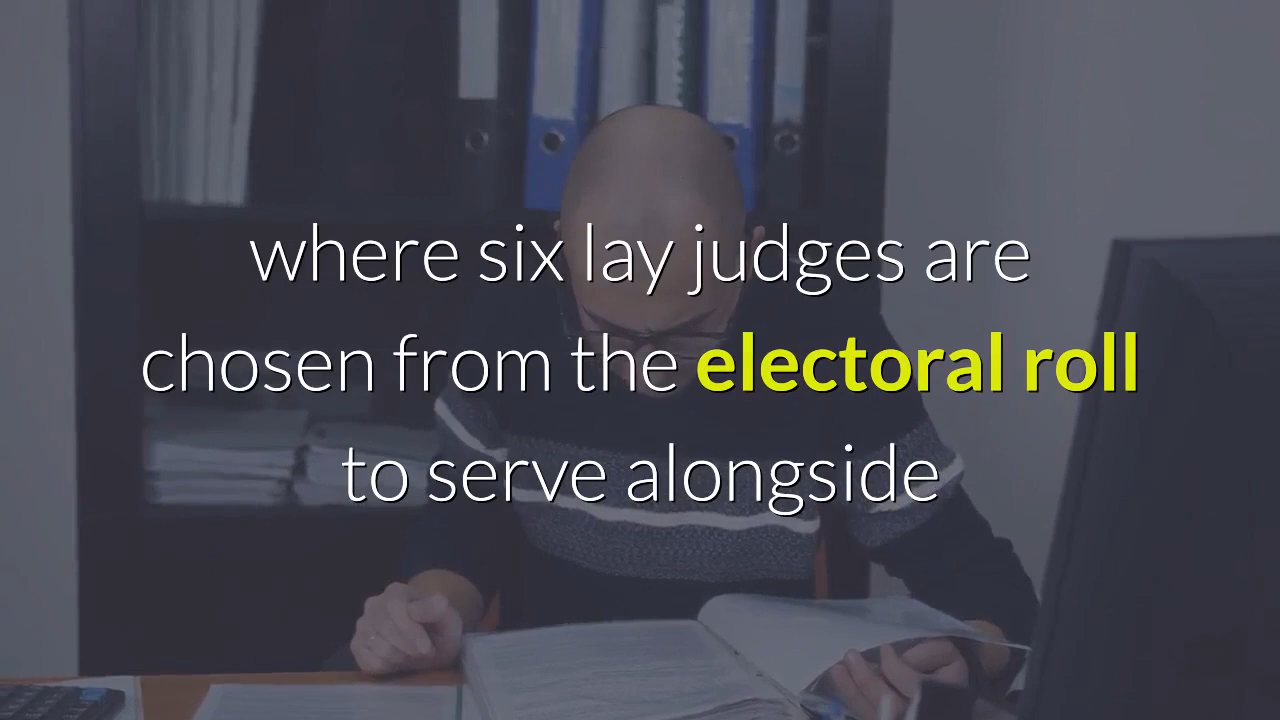 where six lay judges are
chosen from the electoral roll
to serve alongside